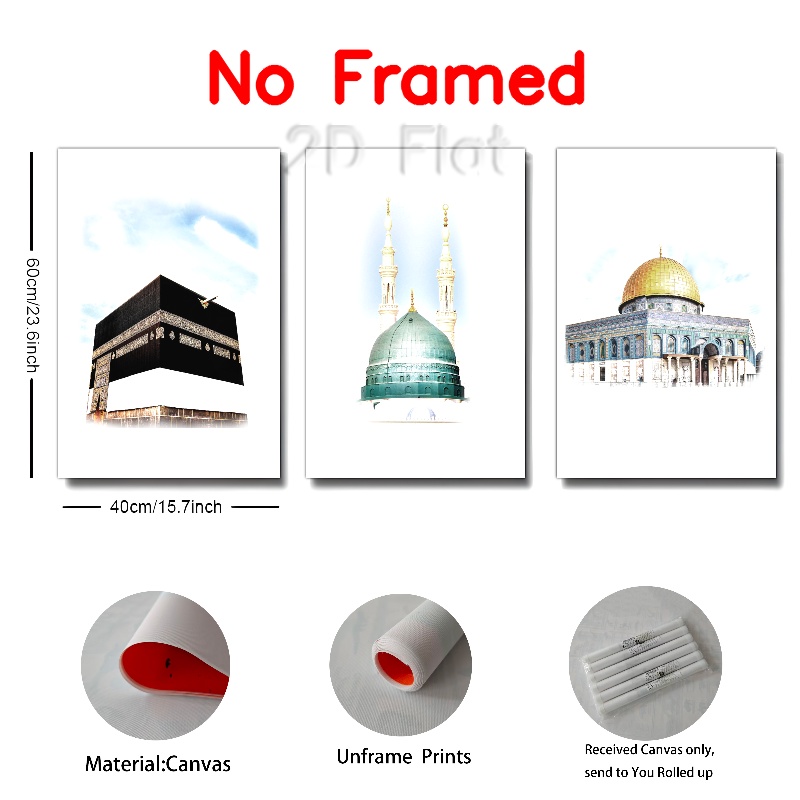 No Framed
2D Flat
60cm/23.6inch
40cm/15.7inch
Material:Canvas
Unframe Prints
Received Canvas only,
send to You Rolled up